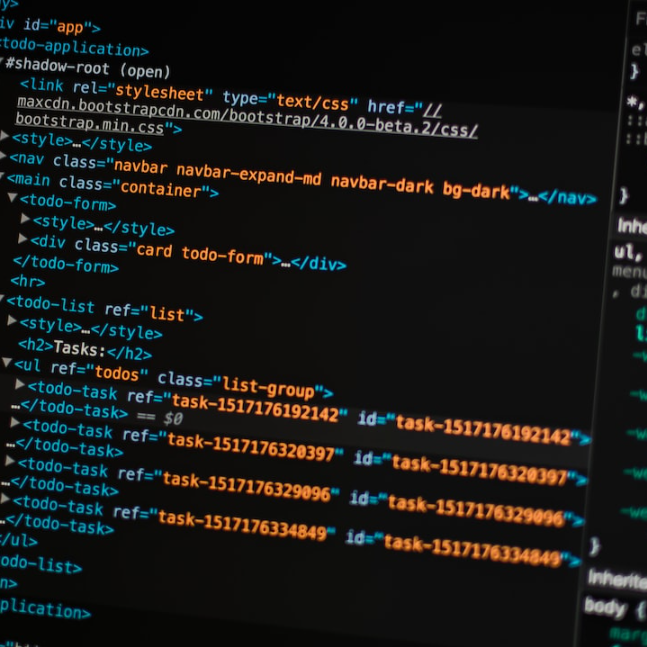 y>
iv id="app">
<todo-application>
▼#shadow-root (open)
<link rel="stylesheet" type="text/css" href="//
maxcdn.bootstrapcdn.com/bootstrap/4.0.0-beta.2/css/
bootstrap.min.css">
▶<style>…</style>
▶<nav class="navbar navbar-expand-md navbar-dark bg-dark">…</nav>
▼<main class="container">
▼<todo-form>
▶<style>…</style>
▶<div class="card todo-form">…</div>
</todo-form>
<hr>
▼<todo-list ref="list">
▶<style>…</style>
<h2>Tasks:</h2>
▼<ul ref="todos" class="list-group">
▶<todo-task ref="task-1517176192142" id="task-1517176192142">
…</todo-task> == $0
▶<todo-task ref="task-1517176320397" id="task-1517176320397">
…</todo-task>
▶<todo-task ref="task-1517176329096" id="task-1517176329096">
…</todo-task>
▶<todo-task ref="task-1517176334849" id="task-1517176334849">
…</todo-task>
</ul>
odo-list>
n>
plication>
el
}
*,
}
Inhe
ul,
menu
, di
}
Inherite
body {
marg